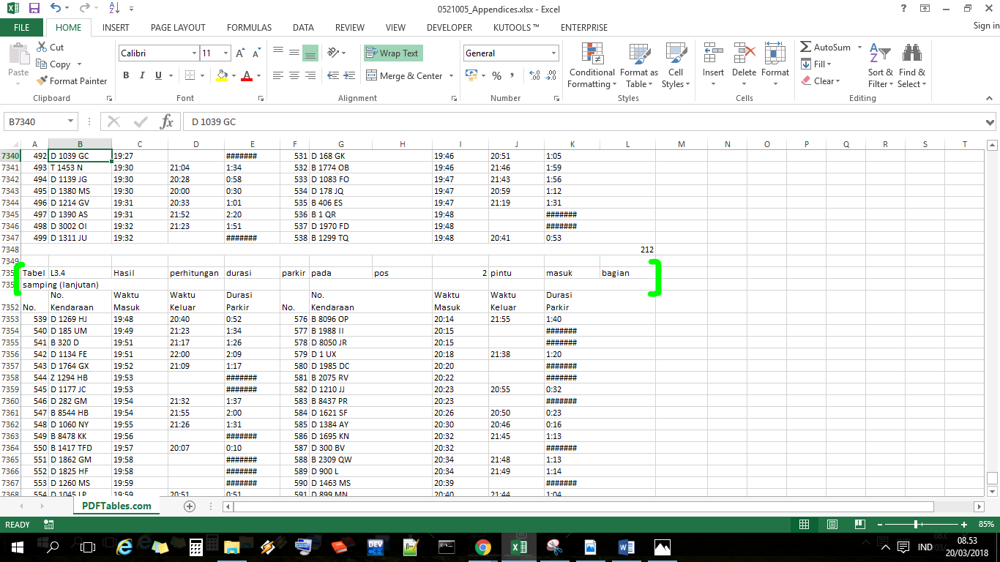 0521005_Appendices.xlsx - Excel
FILE HOME INSERT PAGE LAYOUT FORMULAS DATA REVIEW VIEW DEVELOPER KUTOOLS ™ ENTERPRISE Sign in
Paste Cut Copy Format Painter Clipboard
Calibri 11 B I U Font
Wrap Text Merge & Center Alignment
General % Number
Conditional Formatting Format as Table Cell Styles Styles
Insert Delete Format Cells
AutoSum Fill Clear Sort & Filter Find & Select Editing
B7340 fx D 1039 GC
A B C D E F G H I J K L M N O P Q R S T
7340 492 D 1039 GC 19:27 ####### 531 D 168 GK 19:46 20:51 1:05
7341 493 T 1453 N 19:30 21:04 1:34 532 B 1774 OB 19:46 21:46 1:59
7342 494 D 1139 JG 19:30 20:28 0:58 533 D 1083 FO 19:47 21:43 1:56
7343 495 D 1380 MS 19:30 20:00 0:30 534 D 178 JQ 19:47 20:59 1:12
7344 496 D 1214 GV 19:31 20:33 1:01 535 B 406 ES 19:47 21:19 1:31
7345 497 D 1390 AS 19:31 21:52 2:20 536 B 1 QR 19:48 #######
7346 498 D 3002 OI 19:32 21:23 1:51 537 D 1970 FD 19:48 #######
7347 499 D 1311 JU 19:32 ####### 538 B 1299 TQ 19:48 20:41 0:53
7348 212
7349
Tabel L3.4 Hasil perhitungan durasi parkir pada pos 2 pintu masuk bagian
samping (lanjutan)
No. Waktu Waktu Durasi No. Waktu Waktu Durasi
7352 No. Kendaraan Masuk Keluar Parkir No. Kendaraan Masuk Keluar Parkir
7353 539 D 1269 HJ 19:48 20:40 0:52 576 B 8096 OP 20:14 21:55 1:40
7354 540 D 185 UM 19:49 21:23 1:34 577 B 1988 II 20:15 #######
7355 541 B 320 D 19:51 21:17 1:26 578 D 8050 JR 20:15 #######
7356 542 D 1134 FE 19:51 22:00 2:09 579 D 1 UX 20:18 21:38 1:20
7357 543 D 1764 GX 19:52 21:09 1:17 580 D 1985 DC 20:20 #######
7358 544 Z 1294 HB 19:53 ####### 581 B 2075 RV 20:22 #######
7359 545 D 1177 JC 19:53 ####### 582 D 1210 JJ 20:23 20:55 0:32
7360 546 D 282 GM 19:54 21:32 1:37 583 B 8437 PR 20:23 #######
7361 547 B 8544 HB 19:54 21:55 2:00 584 D 1621 SF 20:26 20:50 0:23
7362 548 D 1060 NY 19:55 21:26 1:31 585 D 1384 AY 20:30 20:46 0:16
7363 549 B 8478 KK 19:56 ####### 586 D 1695 KN 20:32 21:45 1:13
7364 550 B 1417 TFD 19:57 20:07 0:10 587 D 300 BV 20:32 #######
7365 551 D 1862 GM 19:58 ####### 588 B 2309 QW 20:34 21:48 1:13
7366 552 D 1825 HF 19:58 ####### 589 D 900 L 20:34 21:49 1:14
7367 553 D 1260 MS 19:59 ####### 590 D 1463 MS 20:39 #######
7368 554 D 1045 LP 19:59 20:51 0:51 591 D 899 MN 20:40 21:44 1:04
PDFTables.com
READY 85%
DEV IND 08.53
20/03/2018